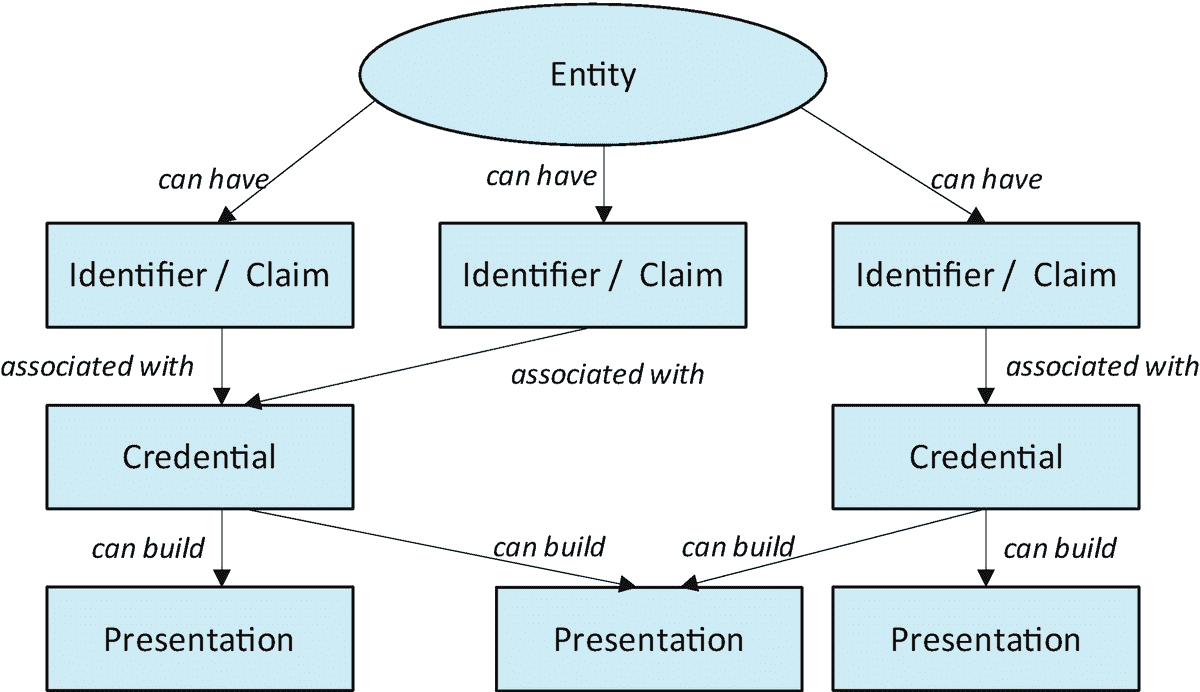 Entity
can have
can have
can have
Identifier / Claim
Identifier / Claim
Identifier / Claim
associated with
associated with
associated with
Credential
Credential
can build
can build
can build
can build
Presentation
Presentation
Presentation